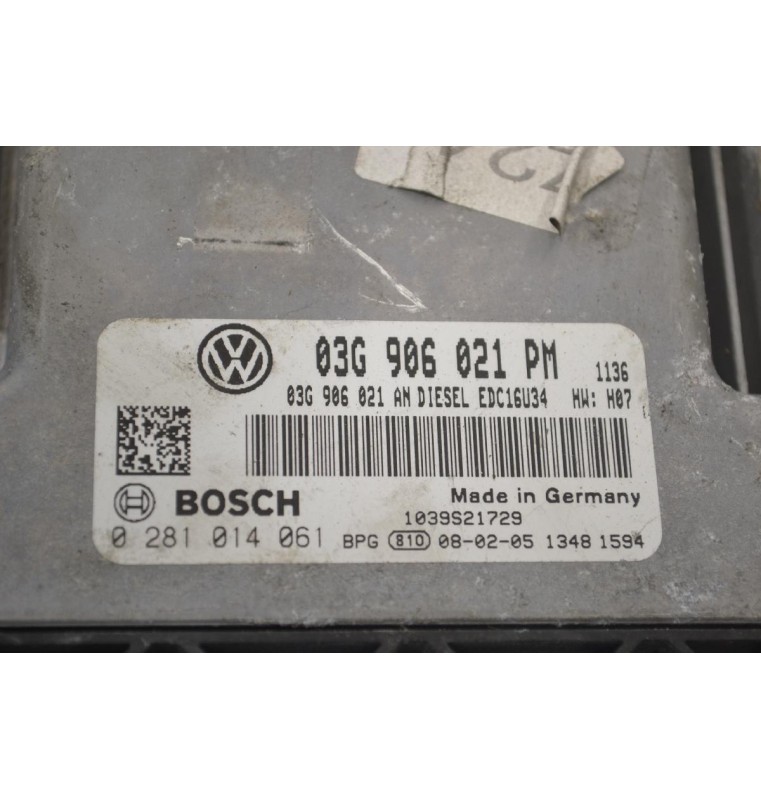 12
03G 906 021 PM 1136
03G 906 021 AN DIESEL EDC16U34 HW: H07
BOSCH Made in Germany
1039S21729
0 281 014 061 BPG 810 08-02-05 1348 1594